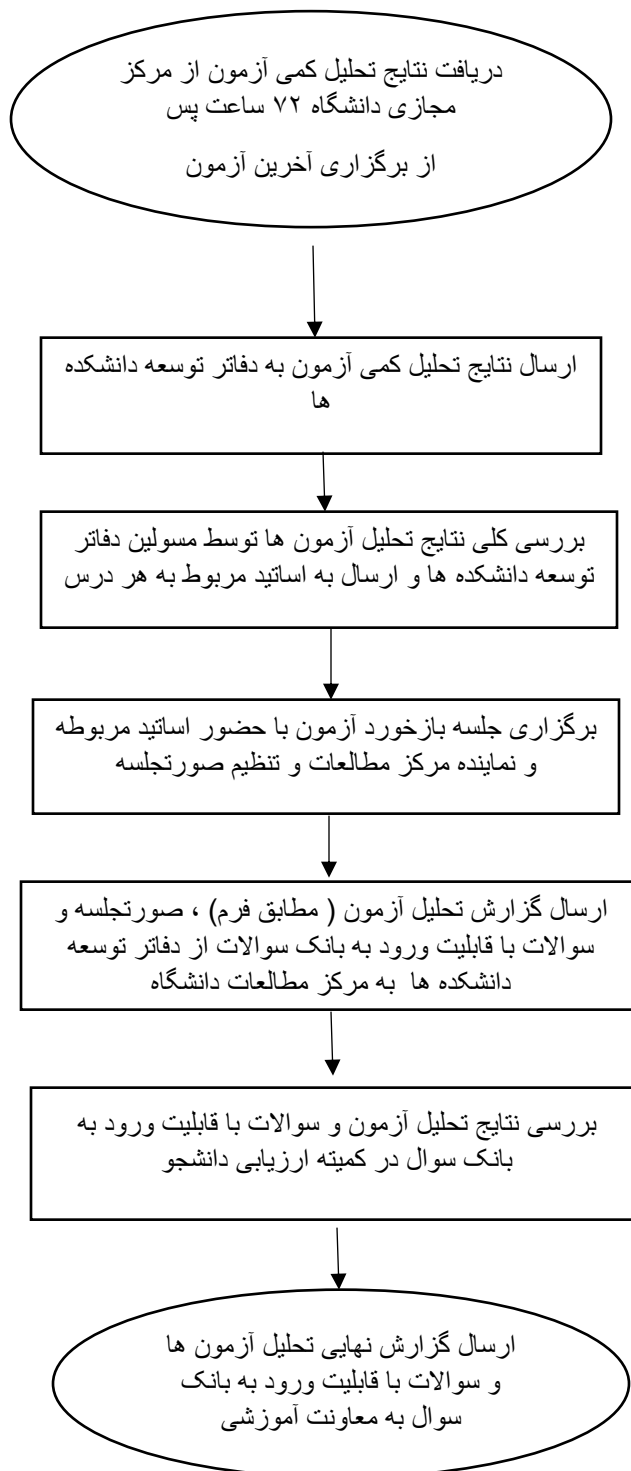 دریافت نتایج تحلیل کمی آزمون از مرکز
مجازی دانشگاه ۷۲ ساعت پس
از برگزاری آخرین آزمون
ارسال نتایج تحلیل کمی آزمون به دفاتر توسعه دانشکده
ها
بررسی کلی نتایج تحلیل آزمون ها توسط مسولین دفاتر
توسعه دانشکده ها و ارسال به اساتید مربوط به هر درس
برگزاری جلسه بازخورد آزمون با حضور اساتید مربوطه
و نماینده مرکز مطالعات و تنظیم صورتجلسه
ارسال گزارش تحلیل آزمون ( مطابق فرم) ، صورتجلسه و
سوالات با قابلیت ورود به بانک سوالات از دفاتر توسعه
دانشکده ها به مرکز مطالعات دانشگاه
بررسی نتایج تحلیل آزمون و سوالات با قابلیت ورود به
بانک سوال در کمیته ارزیابی دانشجو
ارسال گزارش نهایی تحلیل آزمون ها
و سوالات با قابلیت ورود به بانک
سوال به معاونت آموزشی